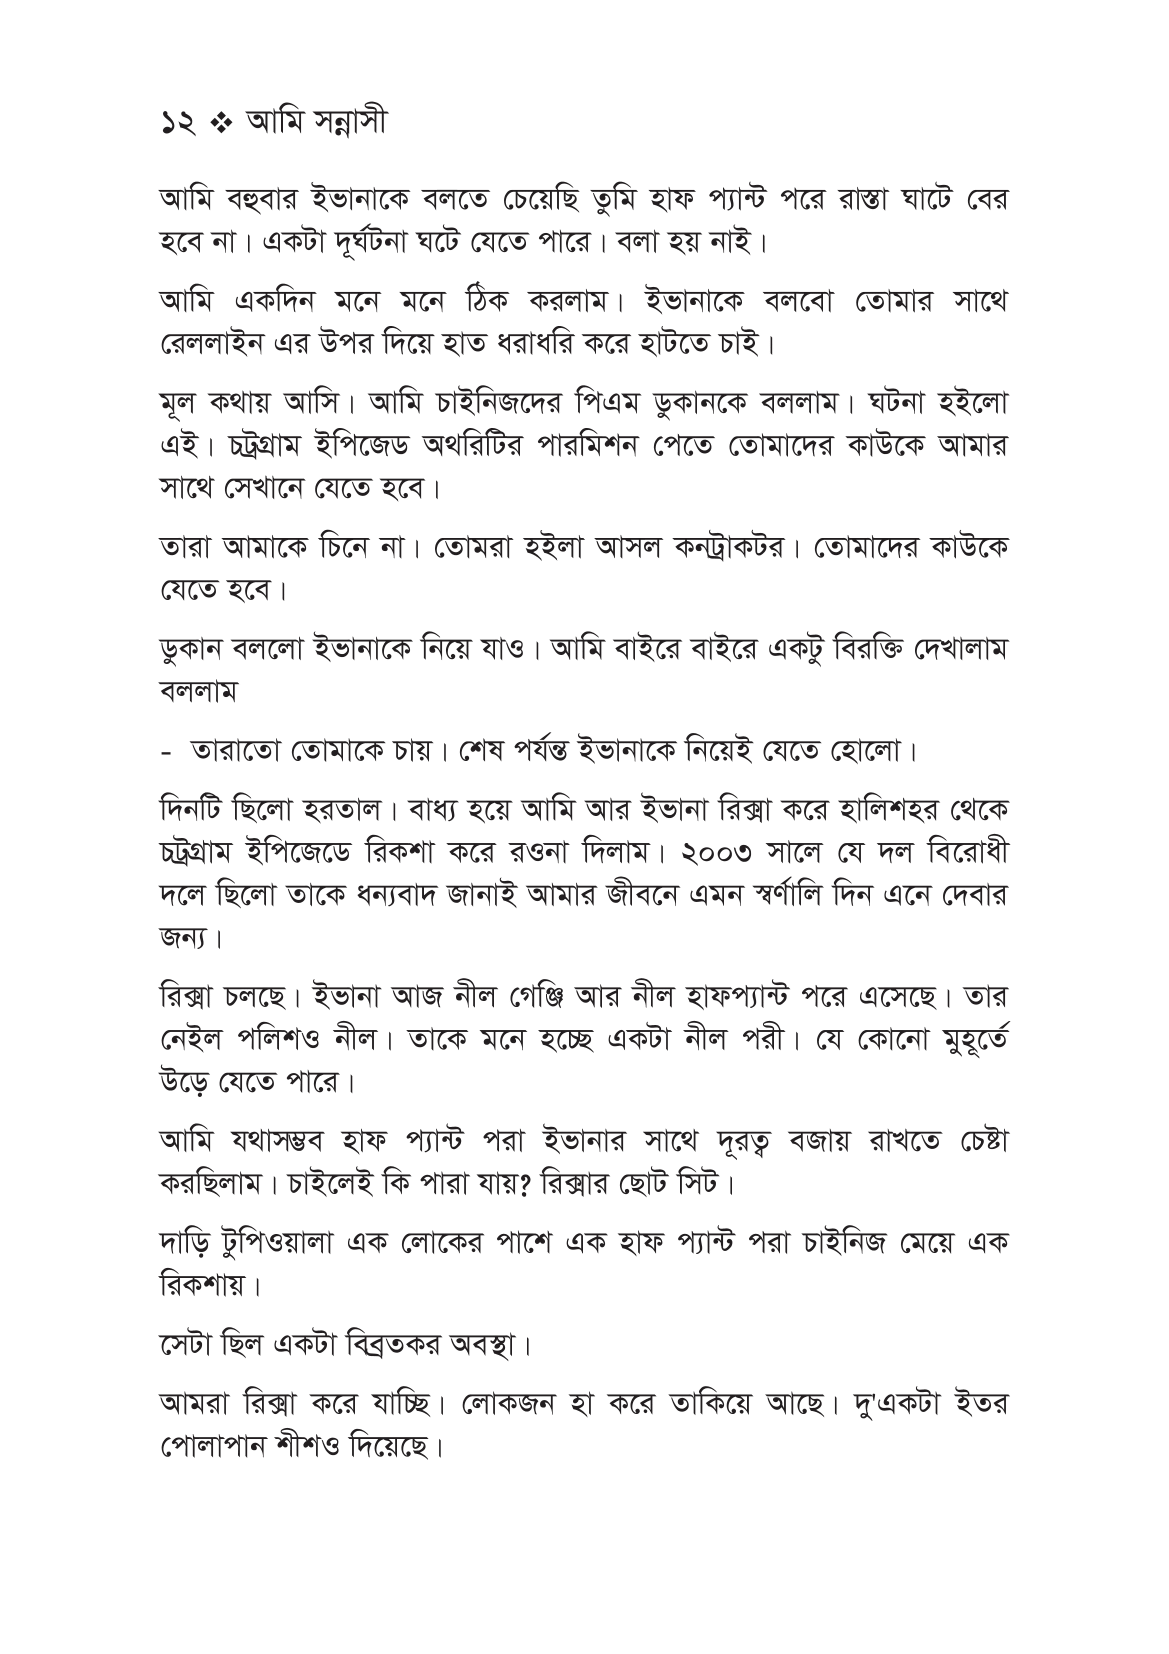 ১২ ❖ আমি সন্নাসী
আমি বহুবার ইভানাকে বলতে চেয়েছি তুমি হাফ প্যান্ট পরে রাস্তা ঘাটে বের
হবে না। একটা দূর্ঘটনা ঘটে যেতে পারে। বলা হয় নাই।
আমি একদিন মনে মনে ঠিক করলাম। ইভানাকে বলবো তোমার সাথে
রেললাইন এর উপর দিয়ে হাত ধরাধরি করে হাটতে চাই।
মূল কথায় আসি। আমি চাইনিজদের পিএম ডুকানকে বললাম। ঘটনা হইলো
এই। চট্রগ্রাম ইপিজেড অথরিটির পারমিশন পেতে তোমাদের কাউকে আমার
সাথে সেখানে যেতে হবে।
তারা আমাকে চিনে না। তোমরা হইলা আসল কনট্রাকটর। তোমাদের কাউকে
যেতে হবে।
ডুকান বললো ইভানাকে নিয়ে যাও। আমি বাইরে বাইরে একটু বিরক্তি দেখালাম
বললাম
- তারাতো তোমাকে চায়। শেষ পর্যন্ত ইভানাকে নিয়েই যেতে হোলো।
দিনটি ছিলো হরতাল। বাধ্য হয়ে আমি আর ইভানা রিক্সা করে হালিশহর থেকে
চট্রগ্রাম ইপিজেডে রিকশা করে রওনা দিলাম। ২০০৩ সালে যে দল বিরোধী
দলে ছিলো তাকে ধন্যবাদ জানাই আমার জীবনে এমন স্বর্ণালি দিন এনে দেবার
জন্য।
রিক্সা চলছে। ইভানা আজ নীল গেঞ্জি আর নীল হাফপ্যান্ট পরে এসেছে। তার
নেইল পলিশও নীল। তাকে মনে হচ্ছে একটা নীল পরী। যে কোনো মুহূর্তে
উড়ে যেতে পারে।
আমি যথাসম্ভব হাফ প্যান্ট পরা ইভানার সাথে দূরত্ব বজায় রাখতে চেষ্টা
করছিলাম। চাইলেই কি পারা যায়? রিক্সার ছোট সিট।
দাড়ি টুপিওয়ালা এক লোকের পাশে এক হাফ প্যান্ট পরা চাইনিজ মেয়ে এক
রিকশায়।
সেটা ছিল একটা বিব্রতকর অবস্থা।
আমরা রিক্সা করে যাচ্ছি। লোকজন হা করে তাকিয়ে আছে। দু'একটা ইতর
পোলাপান শীশও দিয়েছে।